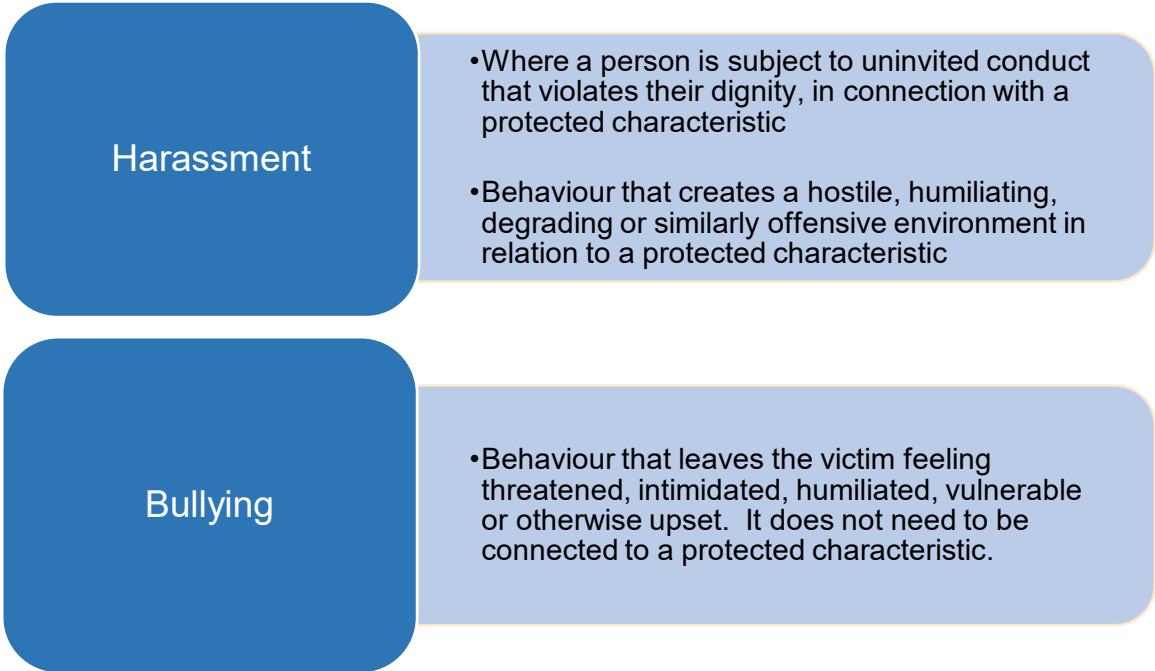 Harassment
•Where a person is subject to uninvited conduct
that violates their dignity, in connection with a
protected characteristic
•Behaviour that creates a hostile, humiliating,
degrading or similarly offensive environment in
relation to a protected characteristic
Bullying
•Behaviour that leaves the victim feeling
threatened, intimidated, humiliated, vulnerable
or otherwise upset.  It does not need to be
connected to a protected characteristic.